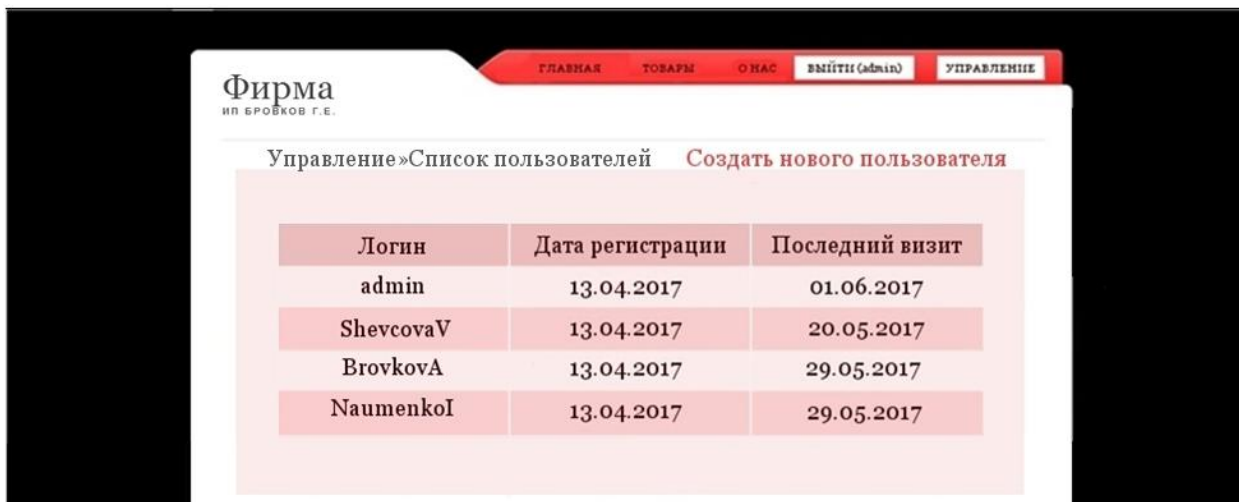 ГЛАВНАЯ ТОВАРЫ О НАС ВЫЙТИ (admin) УПРАВЛЕНИЕ
Фирма
ИП БРОВКОВ Г.Е.
Управление»Список пользователей Создать нового пользователя
Логин Дата регистрации Последний визит
admin 13.04.2017 01.06.2017
ShevcovaV 13.04.2017 20.05.2017
BrovkovA 13.04.2017 29.05.2017
NaumenkoI 13.04.2017 29.05.2017